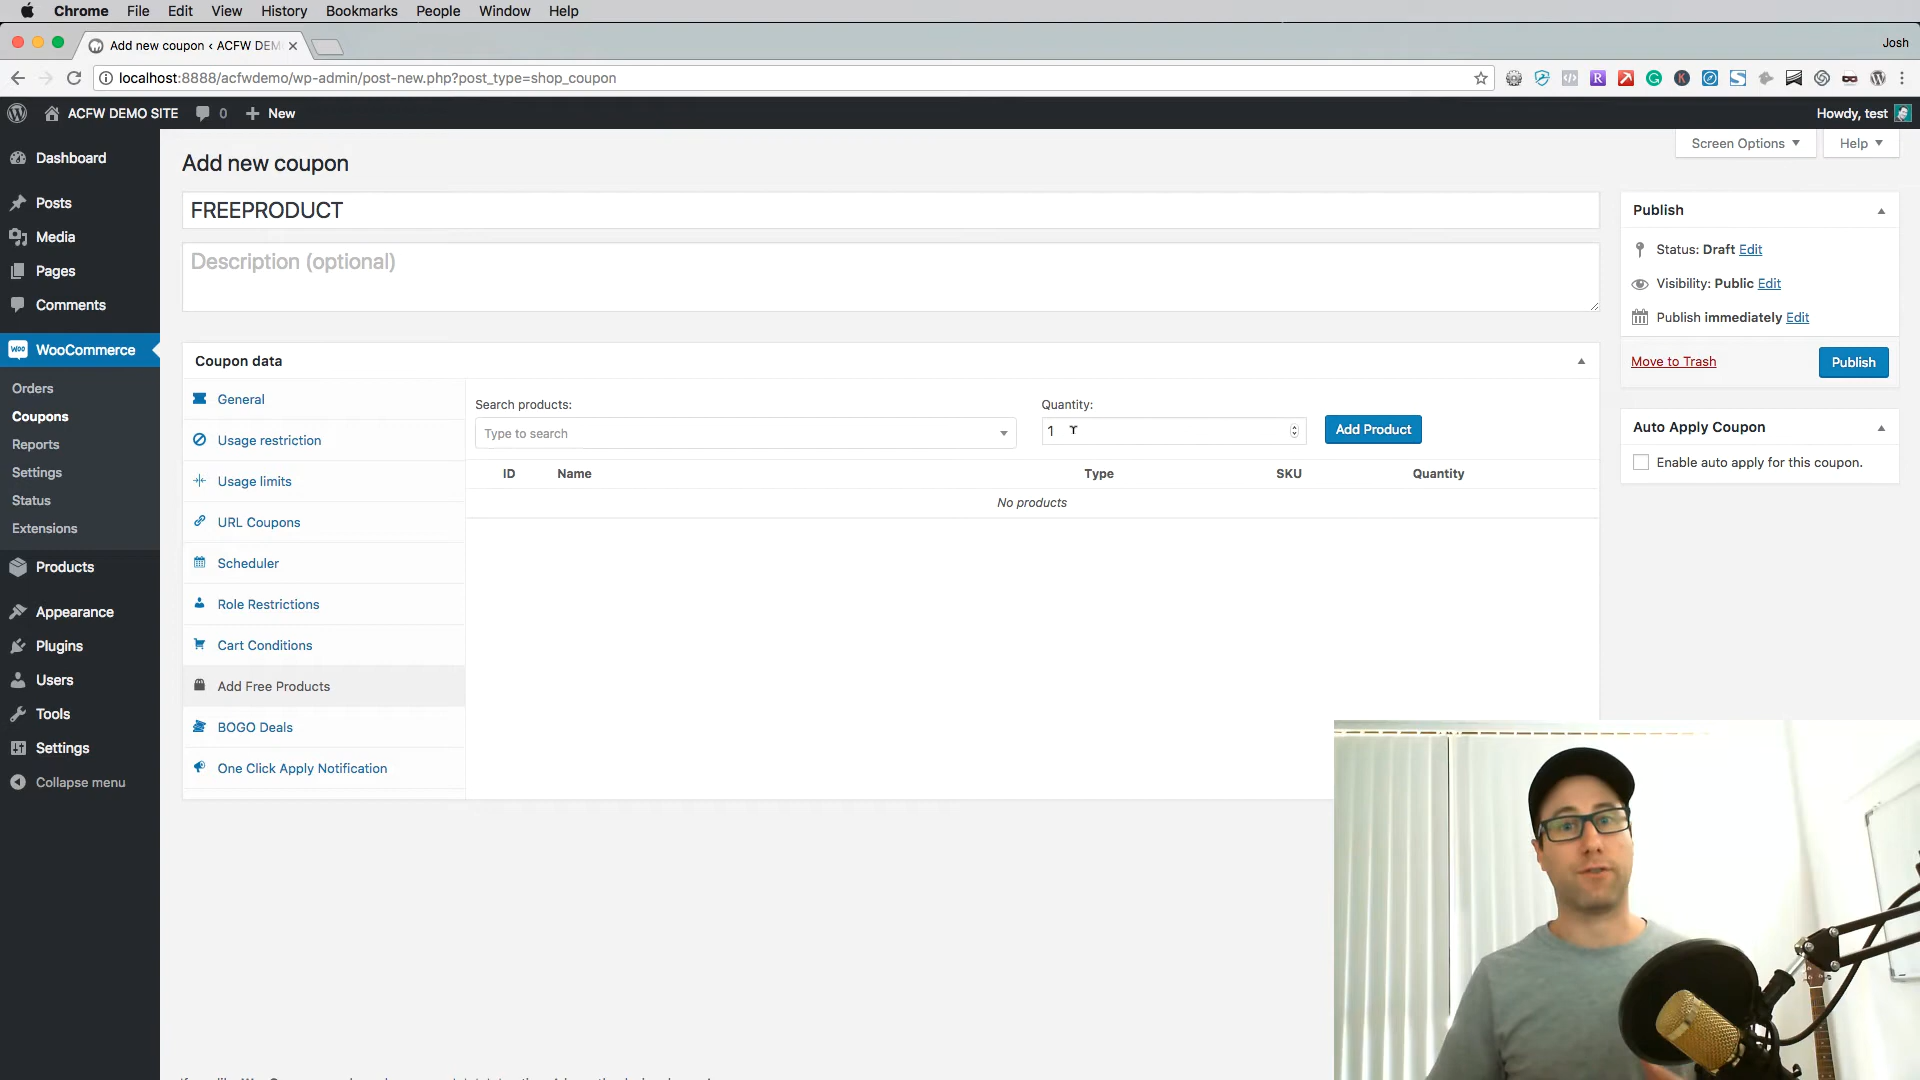 Chrome File Edit View History Bookmarks People Window Help
Add new coupon ‹ ACFW DEM
Josh
localhost:8888/acfwdemo/wp-admin/post-new.php?post_type=shop_coupon
ACFW DEMO SITE 0 New
Howdy, test
Screen Options Help
Dashboard
Posts
Media
Pages
Comments
WooCommerce
Orders
Coupons
Reports
Settings
Status
Extensions
Products
Appearance
Plugins
Users
Tools
Settings
Collapse menu
Add new coupon
FREEPRODUCT
Description (optional)
Coupon data
General
Usage restriction
Usage limits
URL Coupons
Scheduler
Role Restrictions
Cart Conditions
Add Free Products
BOGO Deals
One Click Apply Notification
Search products:
Type to search
Quantity:
1
Add Product
ID Name Type SKU Quantity
No products
Publish
Status: Draft Edit
Visibility: Public Edit
Publish immediately Edit
Move to Trash
Publish
Auto Apply Coupon
Enable auto apply for this coupon.